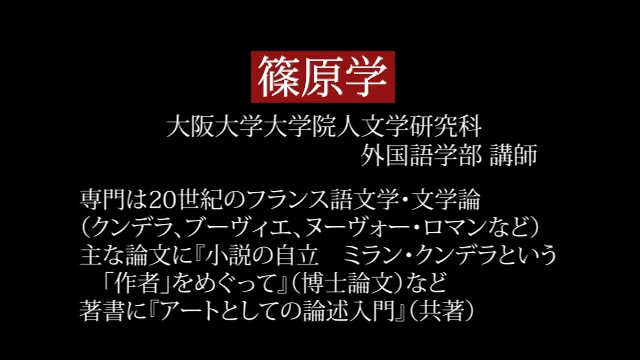 篠原学
大阪大学大学院人文学研究科
外国語学部 講師
専門は20世紀のフランス語文学・文学論
（クンデラ、ブーヴィエ、ヌーヴォー・ロマンなど）
主な論文に『小説の自立　ミラン・クンデラという
「作者」をめぐって』（博士論文）など
著書に『アートとしての論述入門』（共著）